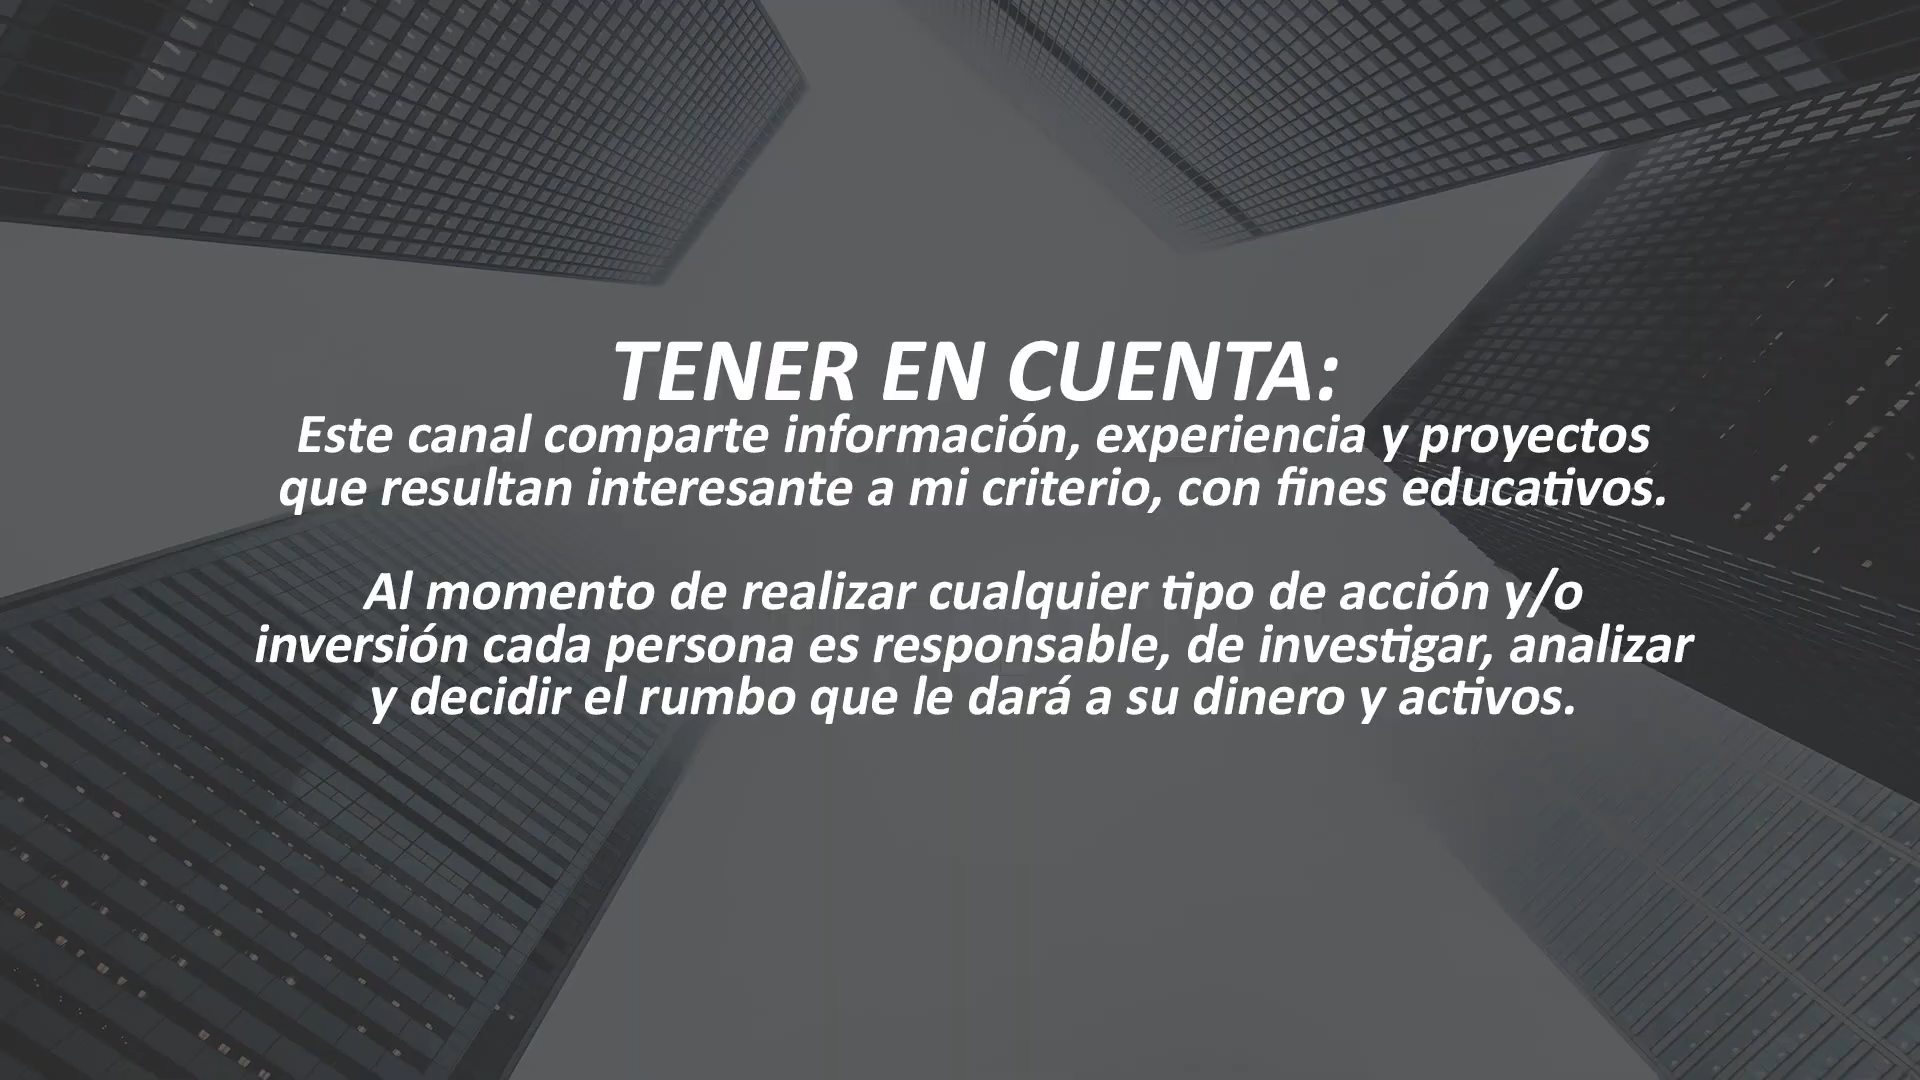 TENER EN CUENTA:
Este canal comparte información, experiencia y proyectos
que resultan interesante a mi criterio, con fines educativos.
Al momento de realizar cualquier tipo de acción y/o
inversión cada persona es responsable, de investigar, analizar
y decidir el rumbo que le dará a su dinero y activos.